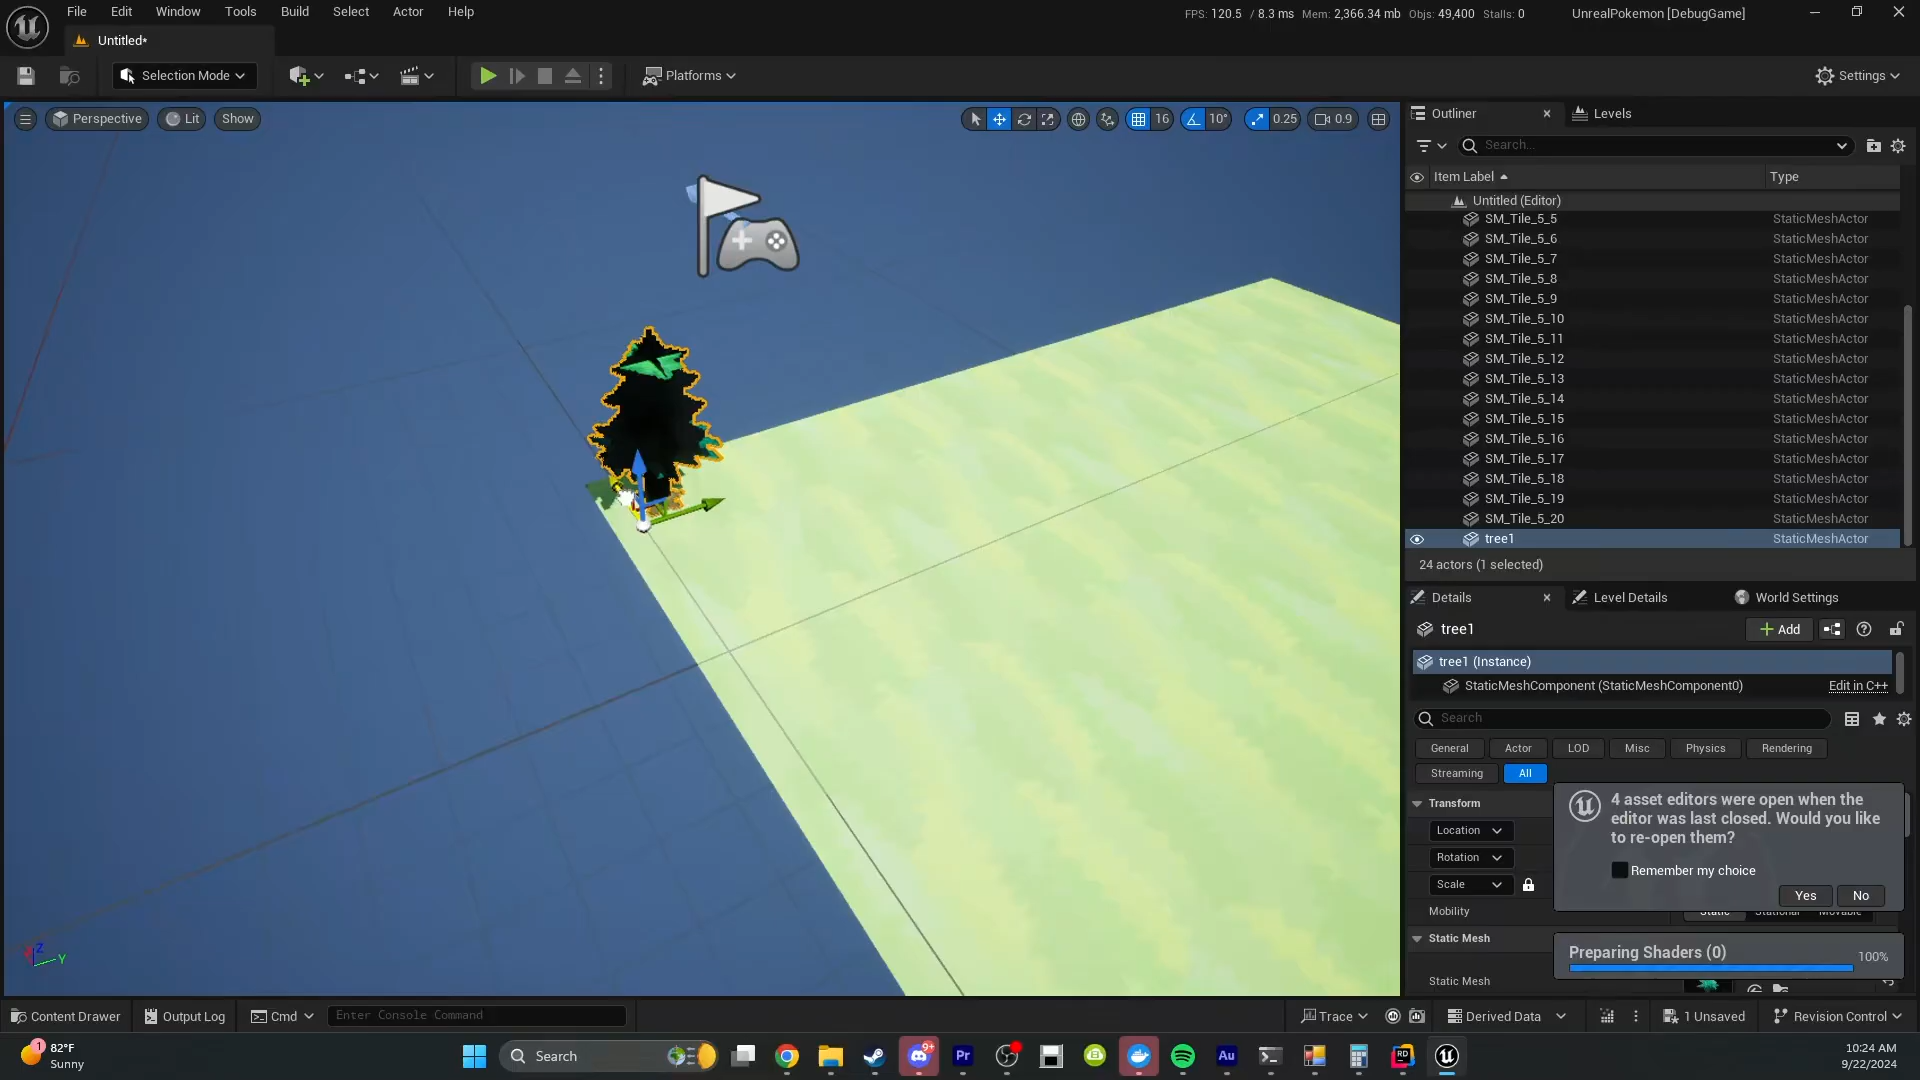 File Edit Window Tools Build Select Actor Help
FPS: 120.5 / 8.3 ms Mem: 2,366.34 mb Objs: 49,400 Stalls: 0
UnrealPokemon [DebugGame]
Untitled*
Selection Mode
Platforms
Settings
Perspective Lit Show
16 10° 0.25 0.9
Outliner
Levels
Search...
Item Label Type
Untitled (Editor)
SM_Tile_5_5 StaticMeshActor
SM_Tile_5_6 StaticMeshActor
SM_Tile_5_7 StaticMeshActor
SM_Tile_5_8 StaticMeshActor
SM_Tile_5_9 StaticMeshActor
SM_Tile_5_10 StaticMeshActor
SM_Tile_5_11 StaticMeshActor
SM_Tile_5_12 StaticMeshActor
SM_Tile_5_13 StaticMeshActor
SM_Tile_5_14 StaticMeshActor
SM_Tile_5_15 StaticMeshActor
SM_Tile_5_16 StaticMeshActor
SM_Tile_5_17 StaticMeshActor
SM_Tile_5_18 StaticMeshActor
SM_Tile_5_19 StaticMeshActor
SM_Tile_5_20 StaticMeshActor
tree1 StaticMeshActor
24 actors (1 selected)
Details
Level Details
World Settings
tree1
Add
tree1 (Instance)
StaticMeshComponent (StaticMeshComponent0) Edit in C++
Search
General Actor LOD Misc Physics Rendering
Streaming All
Transform
Location
Rotation
Scale
Mobility
Static Stationar Movable
Static Mesh
Static Mesh
4 asset editors were open when the
editor was last closed. Would you like
to re-open them?
Remember my choice
Yes No
Preparing Shaders (0) 100%
Z
Y
Content Drawer Output Log Cmd Enter Console Command
Trace Derived Data 1 Unsaved Revision Control
1
82°F
Sunny
Search
9+
Pr
Au
RD
10:24 AM
9/22/2024